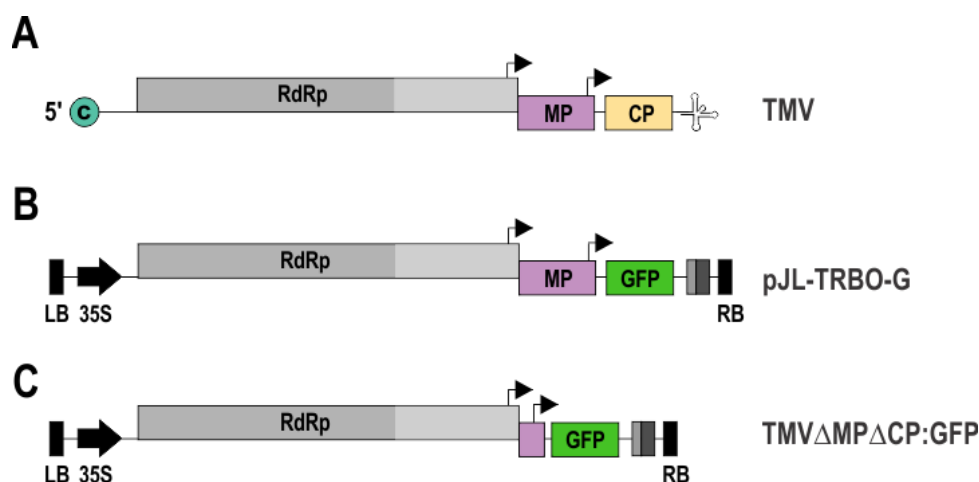 A
5' C RdRp MP CP TMV
B
LB 35S RdRp MP GFP RB pJL-TRBO-G
C
LB 35S RdRp GFP RB TMVΔMPΔCP:GFP